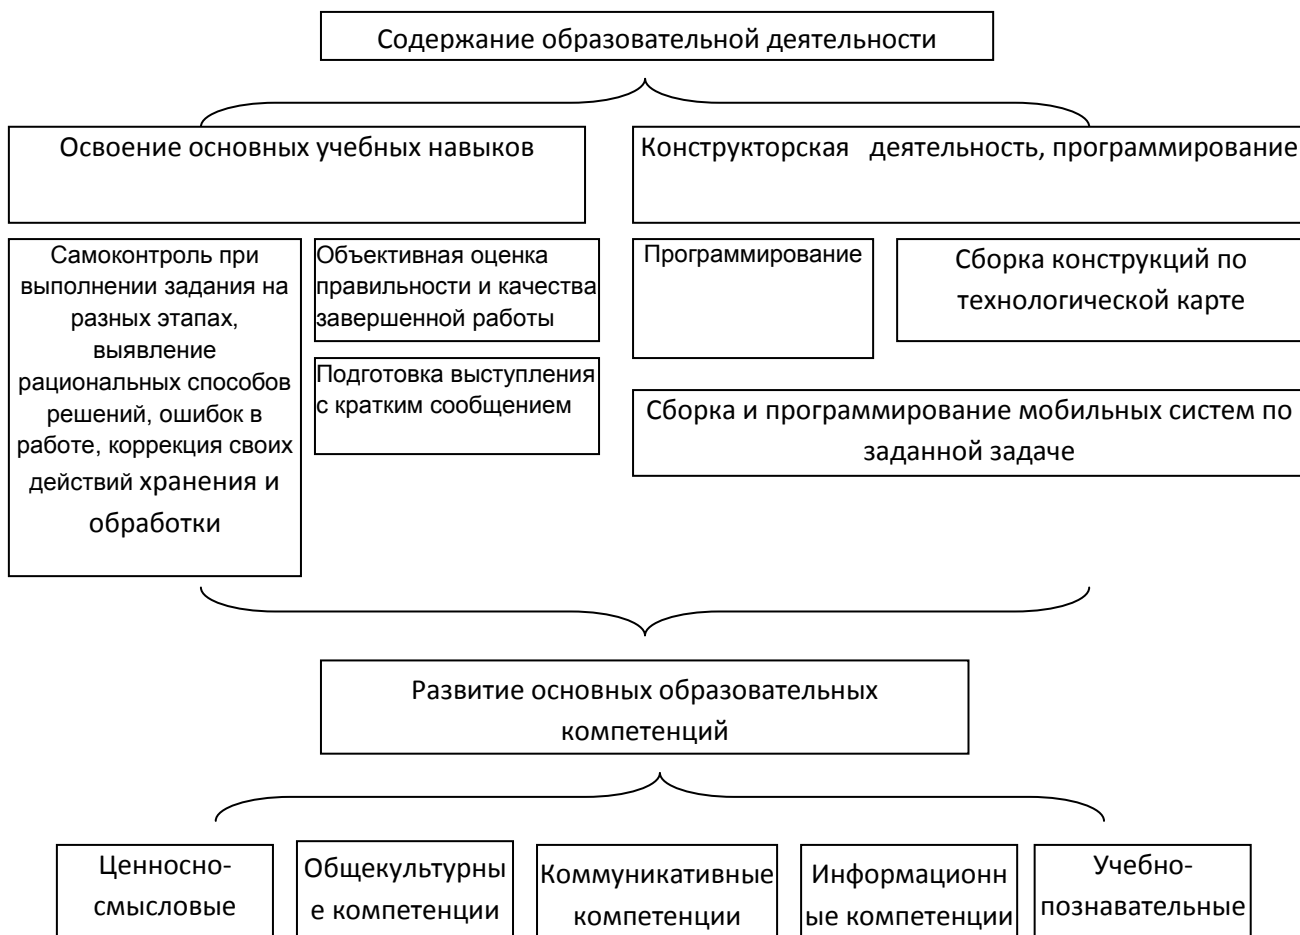 Содержание образовательной деятельности
Освоение основных учебных навыков
Конструкторская деятельность, программирование
Самоконтроль при
выполнении задания на
разных этапах,
выявление
рациональных способов
решений, ошибок в
работе, коррекция своих
действий хранения и
обработки
Объективная оценка
правильности и качества
завершенной работы
Подготовка выступления
с кратким сообщением
Программирование
Сборка конструкций по
технологической карте
Сборка и программирование мобильных систем по
заданной задаче
Развитие основных образовательных
компетенций
Ценносно-
смысловые
Общекультурны
е компетенции
Коммуникативные
компетенции
Информационн
ые компетенции
Учебно-
познавательные